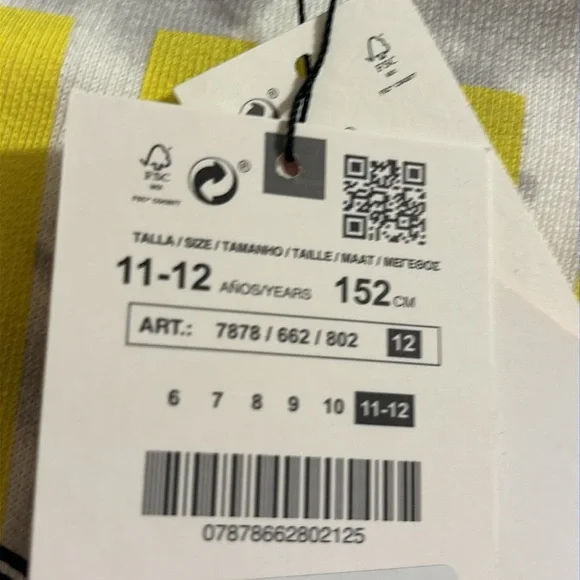 FSC
®
TALLA / SIZE / TAMANHO / TAILLE / MAAT / ΜΕΓΕΘΟΣ
11-12 AÑOS/YEARS 152 CM
ART.: 7878 / 662 / 802 12
6 7 8 9 10 11-12
07878662802125